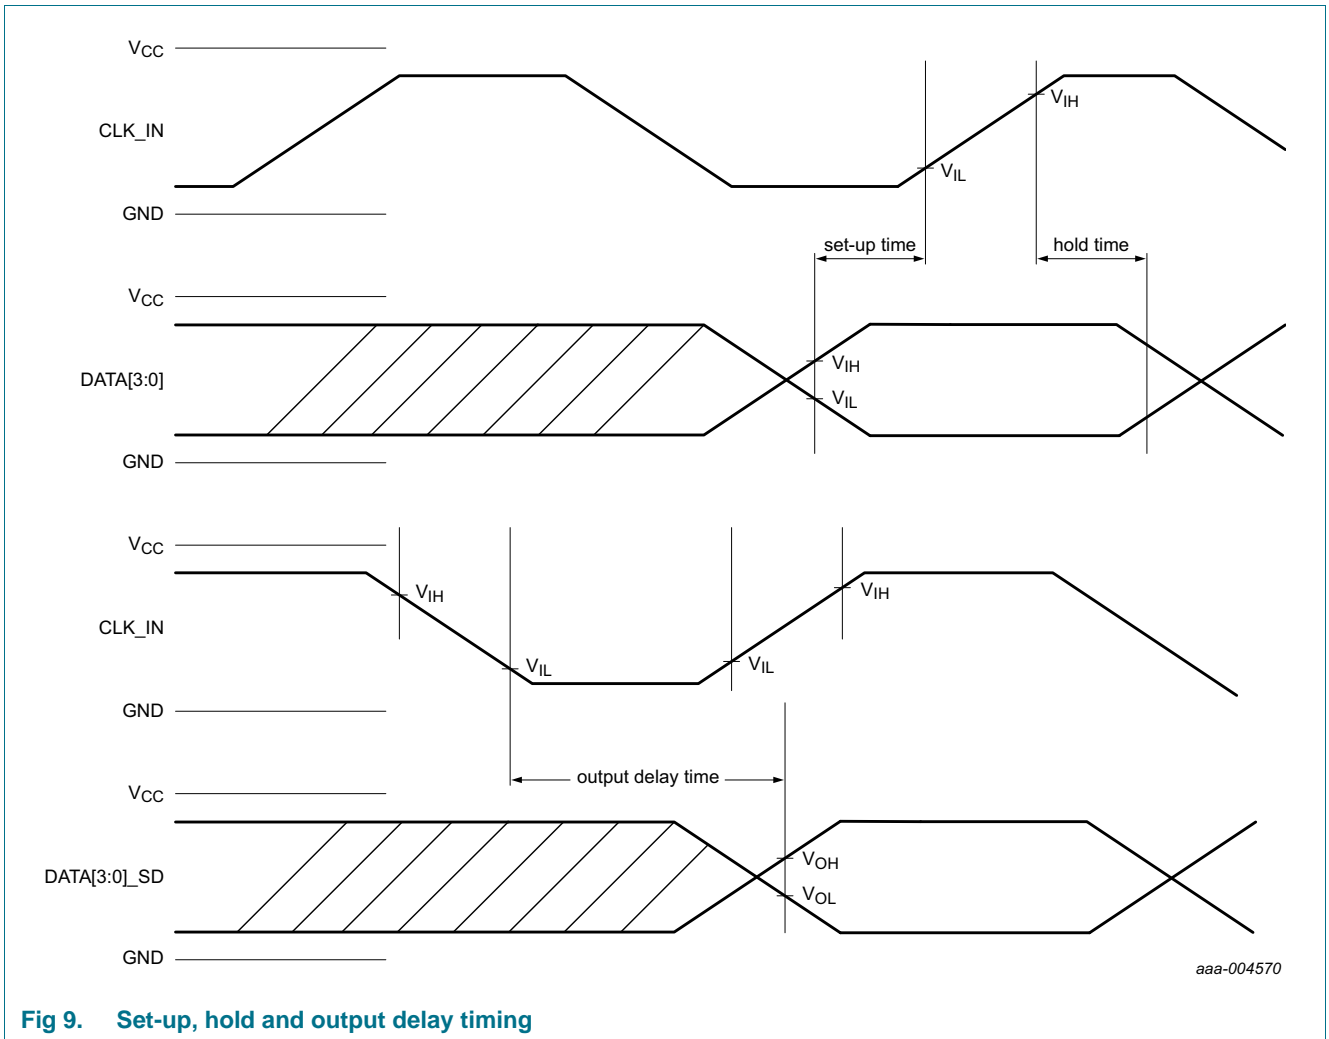 VCC
CLK_IN
VIH
VIL
GND
set-up time
hold time
VCC
DATA[3:0]
VIH
VIL
GND
VCC
CLK_IN
VIH
VIH
VIL
VIL
GND
output delay time
VCC
DATA[3:0]_SD
VOH
VOL
GND
aaa-004570
Fig 9. Set-up, hold and output delay timing